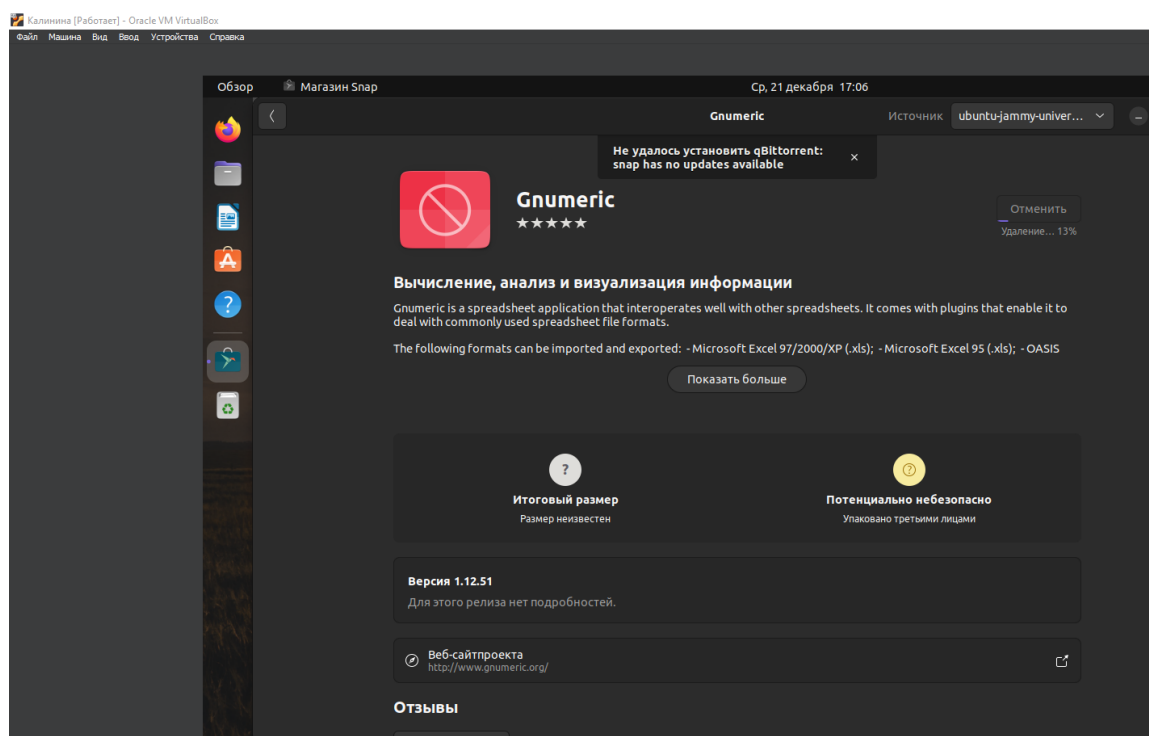 Калинина [Работает] - Oracle VM VirtualBox
Файл Машина Вид Ввод Устройства Справка
Обзор Магазин Snap Ср, 21 декабря 17:06
Gnumeric Источник ubuntu-jammy-univer...
Не удалось установить qBittorrent:
snap has no updates available
Gnumeric
Отменить
Удаление... 13%
Вычисление, анализ и визуализация информации
Gnumeric is a spreadsheet application that interoperates well with other spreadsheets. It comes with plugins that enable it to
deal with commonly used spreadsheet file formats.
The following formats can be imported and exported: - Microsoft Excel 97/2000/XP (.xls); - Microsoft Excel 95 (.xls); - OASIS
Показать больше
Итоговый размер
Размер неизвестен
Потенциально небезопасно
Упаковано третьими лицами
Версия 1.12.51
Для этого релиза нет подробностей.
Веб-сайтпроекта
http://www.gnumeric.org/
Отзывы